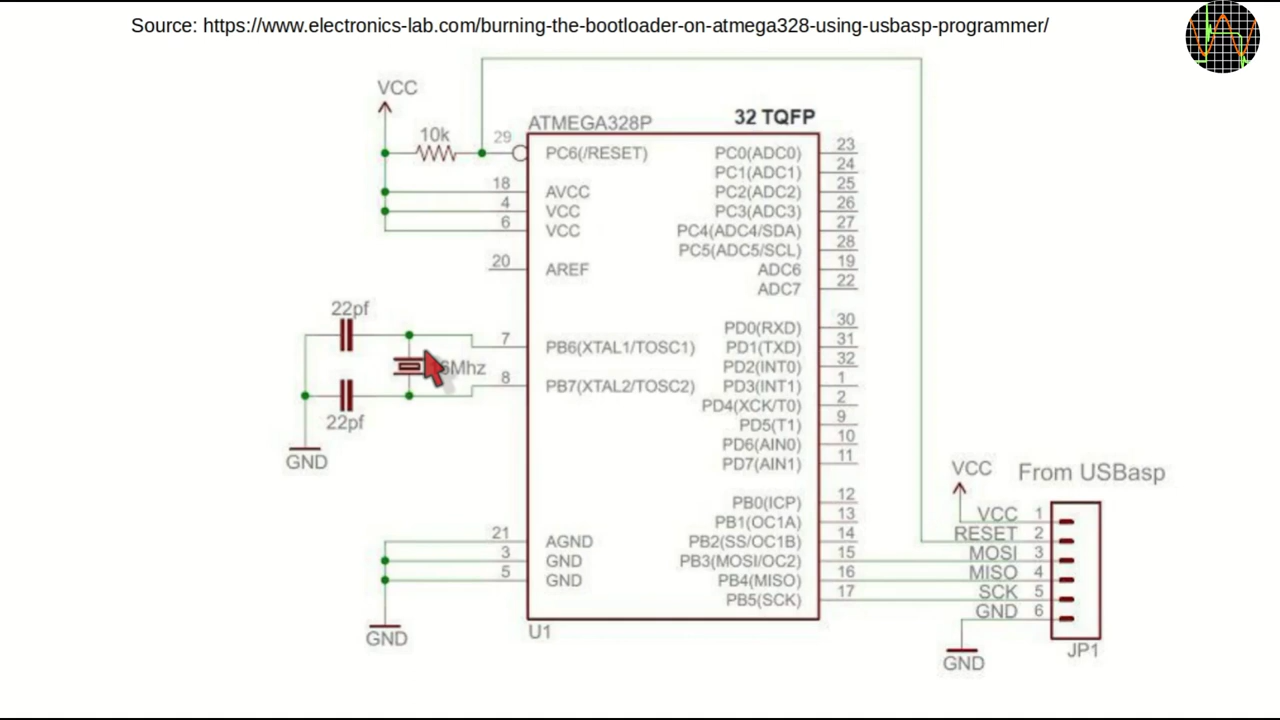 Source: https://www.electronics-lab.com/burning-the-bootloader-on-atmega328-using-usbasp-programmer/
VCC
10k
ATMEGA328P
32 TQFP
29 PC6(/RESET)
18 AVCC
4 VCC
6 VCC
20 AREF
22pf
7 PB6(XTAL1/TOSC1)
8 PB7(XTAL2/TOSC2)
22pf
GND
21 AGND
3 GND
5 GND
GND
U1
PC0(ADC0) 23
PC1(ADC1) 24
PC2(ADC2) 25
PC3(ADC3) 26
PC4(ADC4/SDA) 27
PC5(ADC5/SCL) 28
ADC6 19
ADC7 22
PD0(RXD) 30
PD1(TXD) 31
PD2(INT0) 32
PD3(INT1) 1
PD4(XCK/T0) 2
PD5(T1) 9
PD6(AIN0) 10
PD7(AIN1) 11
PB0(ICP) 12
PB1(OC1A) 13
PB2(SS/OC1B) 14
PB3(MOSI/OC2) 15
PB4(MISO) 16
PB5(SCK) 17
VCC
From USBasp
VCC 1
RESET 2
MOSI 3
MISO 4
SCK 5
GND 6
GND
JP1